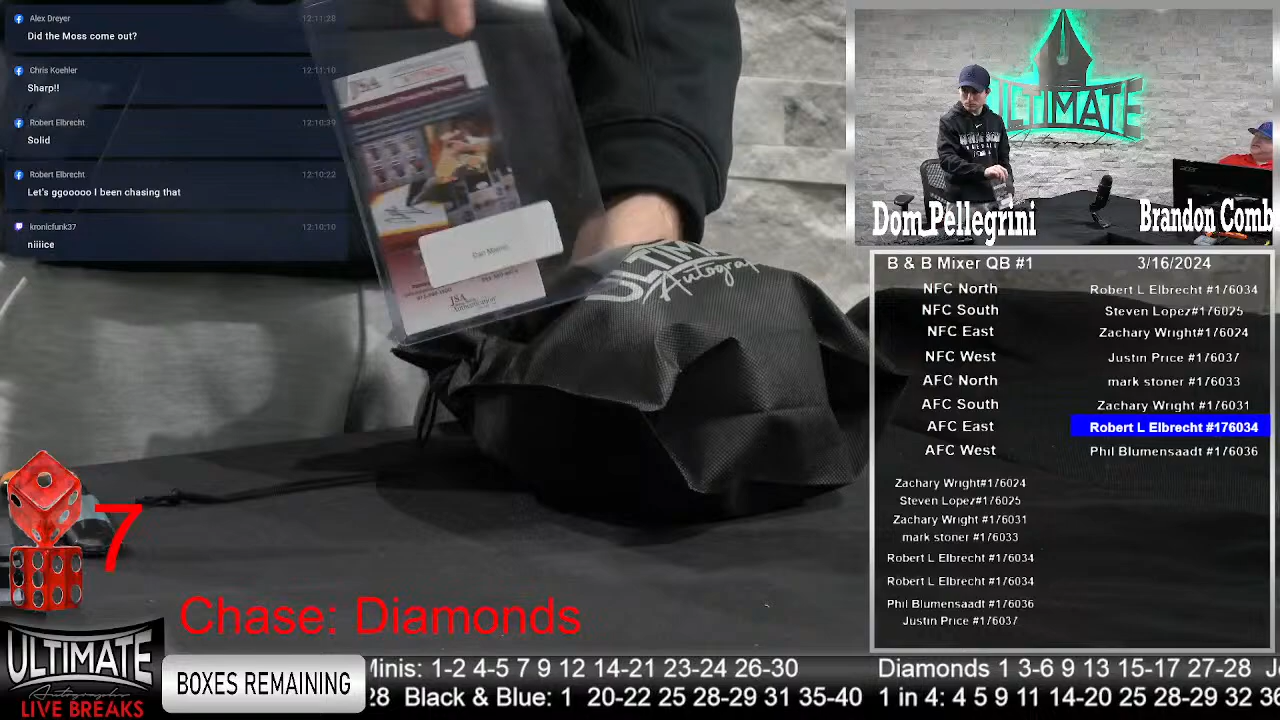 Alex Dreyer 12:11:28
Did the Moss come out?
Chris Koehler 12:11:10
Sharp!!
Robert Elbrecht 12:10:39
Solid
Robert Elbrecht 12:10:22
Let's ggooooo I been chasing that
kronicfunk37 12:10:10
niiiice
JSA
Dan Marino
JSA
ULTIMATE
Autographs
ULTIMATE
Dom Pellegrini
Brandon Comb
B & B Mixer QB #1 3/16/2024
NFC North Robert L Elbrecht #176034
NFC South Steven Lopez#176025
NFC East Zachary Wright#176024
NFC West Justin Price #176037
AFC North mark stoner #176033
AFC South Zachary Wright #176031
AFC East Robert L Elbrecht #176034
AFC West Phil Blumensaadt #176036
Zachary Wright#176024
Steven Lopez#176025
Zachary Wright #176031
mark stoner #176033
Robert L Elbrecht #176034
Robert L Elbrecht #176034
Phil Blumensaadt #176036
Justin Price #176037
7
Chase: Diamonds
ULTIMATE
Autographs
LIVE BREAKS
BOXES REMAINING
Minis: 1-2 4-5 7 9 12 14-21 23-24 26-30 Diamonds 1 3-6 9 13 15-17 27-28
28 Black & Blue: 1 20-22 25 28-29 31 35-40 1 in 4: 4 5 9 11 14-20 25 28-29 32 36